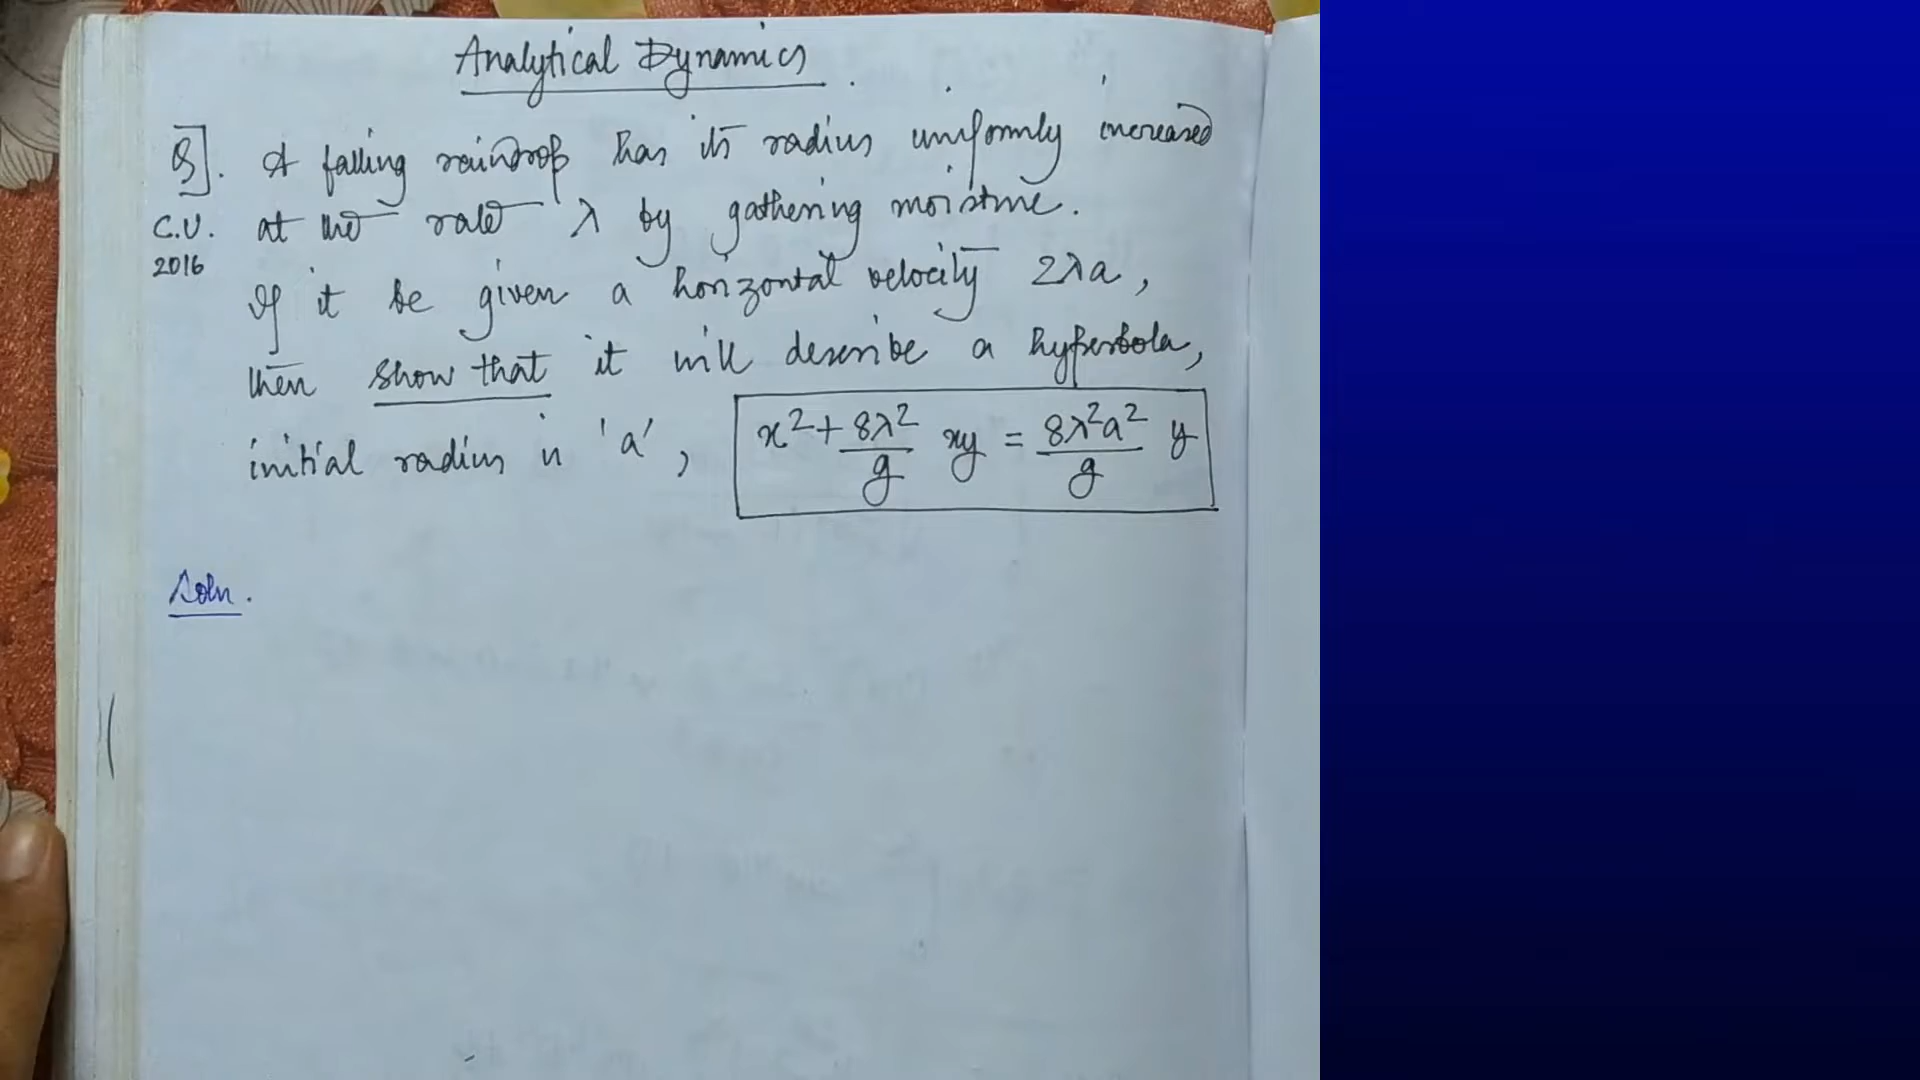 Analytical Dynamics.
Q]. A falling raindrop has its radius uniformly increased
C.U. at the rate λ by gathering moisture.
2016
If it be given a horizontal velocity 2λa,
then show that it will describe a hyperbola,
initial radius is 'a', x² + 8λ²/g xy = 8λ²a²/g y
Soln.